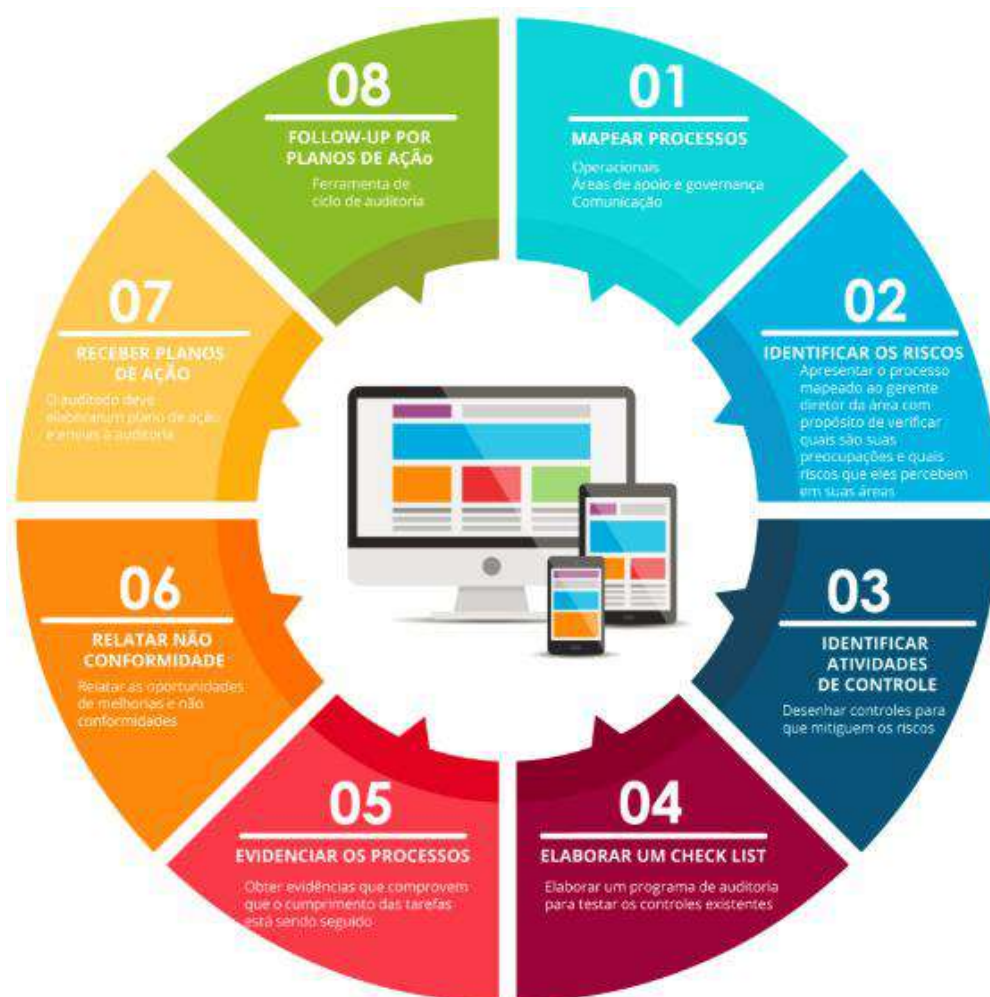 01
MAPEAR PROCESSOS
Operacionais
Áreas de apoio e governança
Comunicação
02
IDENTIFICAR OS RISCOS
Apresentar o processo
mapeado ao gerente
diretor da área com
propósito de verificar
quais são suas
preocupações e quais
riscos que eles percebem
em suas áreas
03
IDENTIFICAR
ATIVIDADES
DE CONTROLE
Desenhar controles para
que mitiguem os riscos
04
ELABORAR UM CHECK LIST
Elaborar um programa de auditoria
para testar os controles existentes
05
EVIDENCIAR OS PROCESSOS
Obter evidências que comprovem
que o cumprimento das tarefas
está sendo seguido
06
RELATAR NÃO
CONFORMIDADE
Relatar as oportunidades
de melhorias e não
conformidades
07
RECEBER PLANOS
DE AÇÃO
O auditado deve
plano de ação
à auditoria
08
FOLLOW-UP POR
PLANOS DE AÇÃo
Ferramenta de
ciclo de auditoria